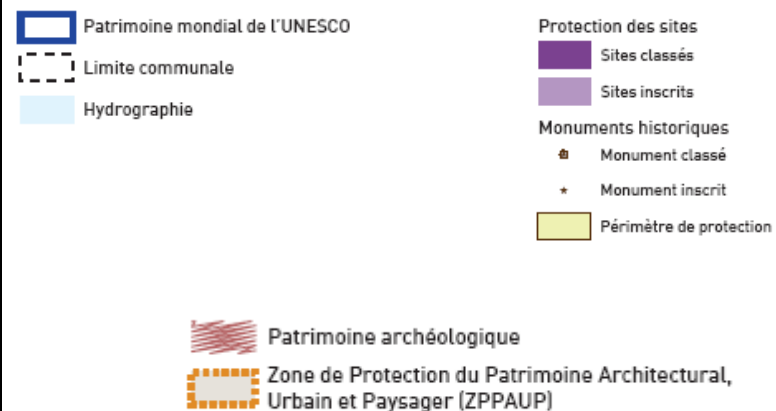 Patrimoine mondial de l'UNESCO
Limite communale
Hydrographie
Protection des sites
Sites classés
Sites inscrits
Monuments historiques
Monument classé
Monument inscrit
Périmètre de protection
Patrimoine archéologique
Zone de Protection du Patrimoine Architectural,
Urbain et Paysager (ZPPAUP)